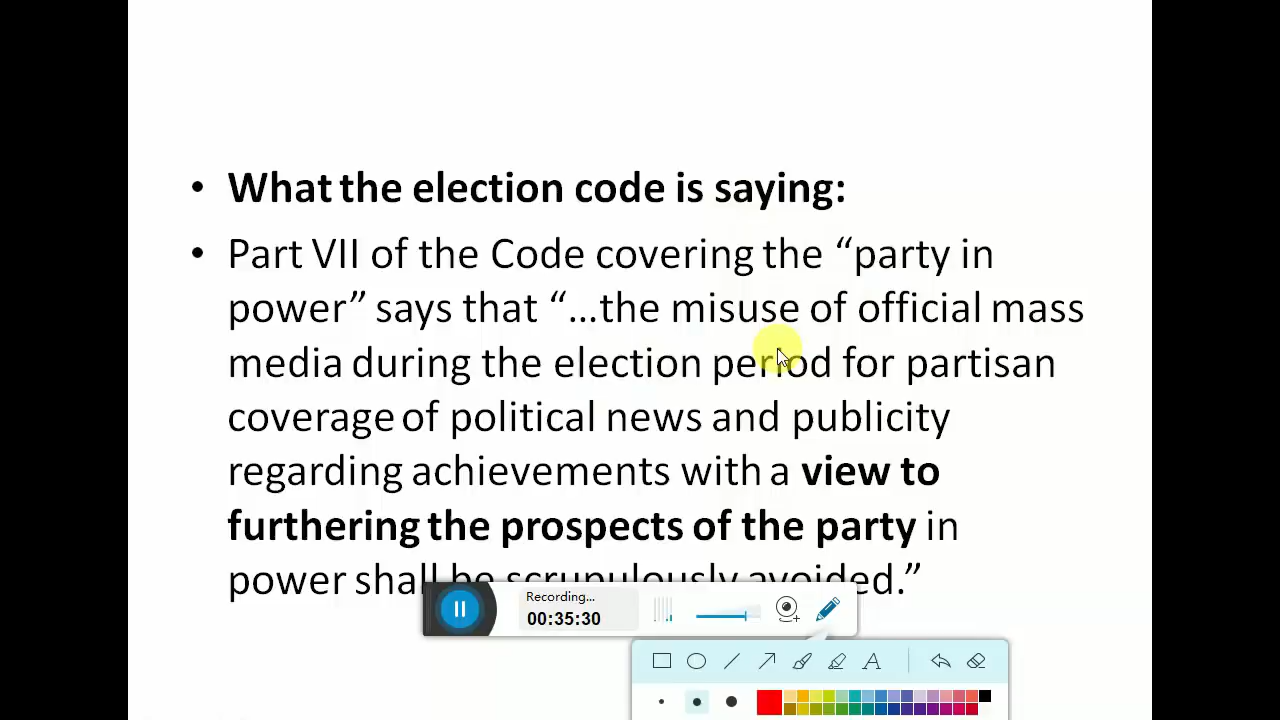 • What the election code is saying:
• Part VII of the Code covering the “party in
power” says that “…the misuse of official mass
media during the election period for partisan
coverage of political news and publicity
regarding achievements with a view to
furthering the prospects of the party in
power shall be scrupulously avoided.”
Recording...
00:35:30
A